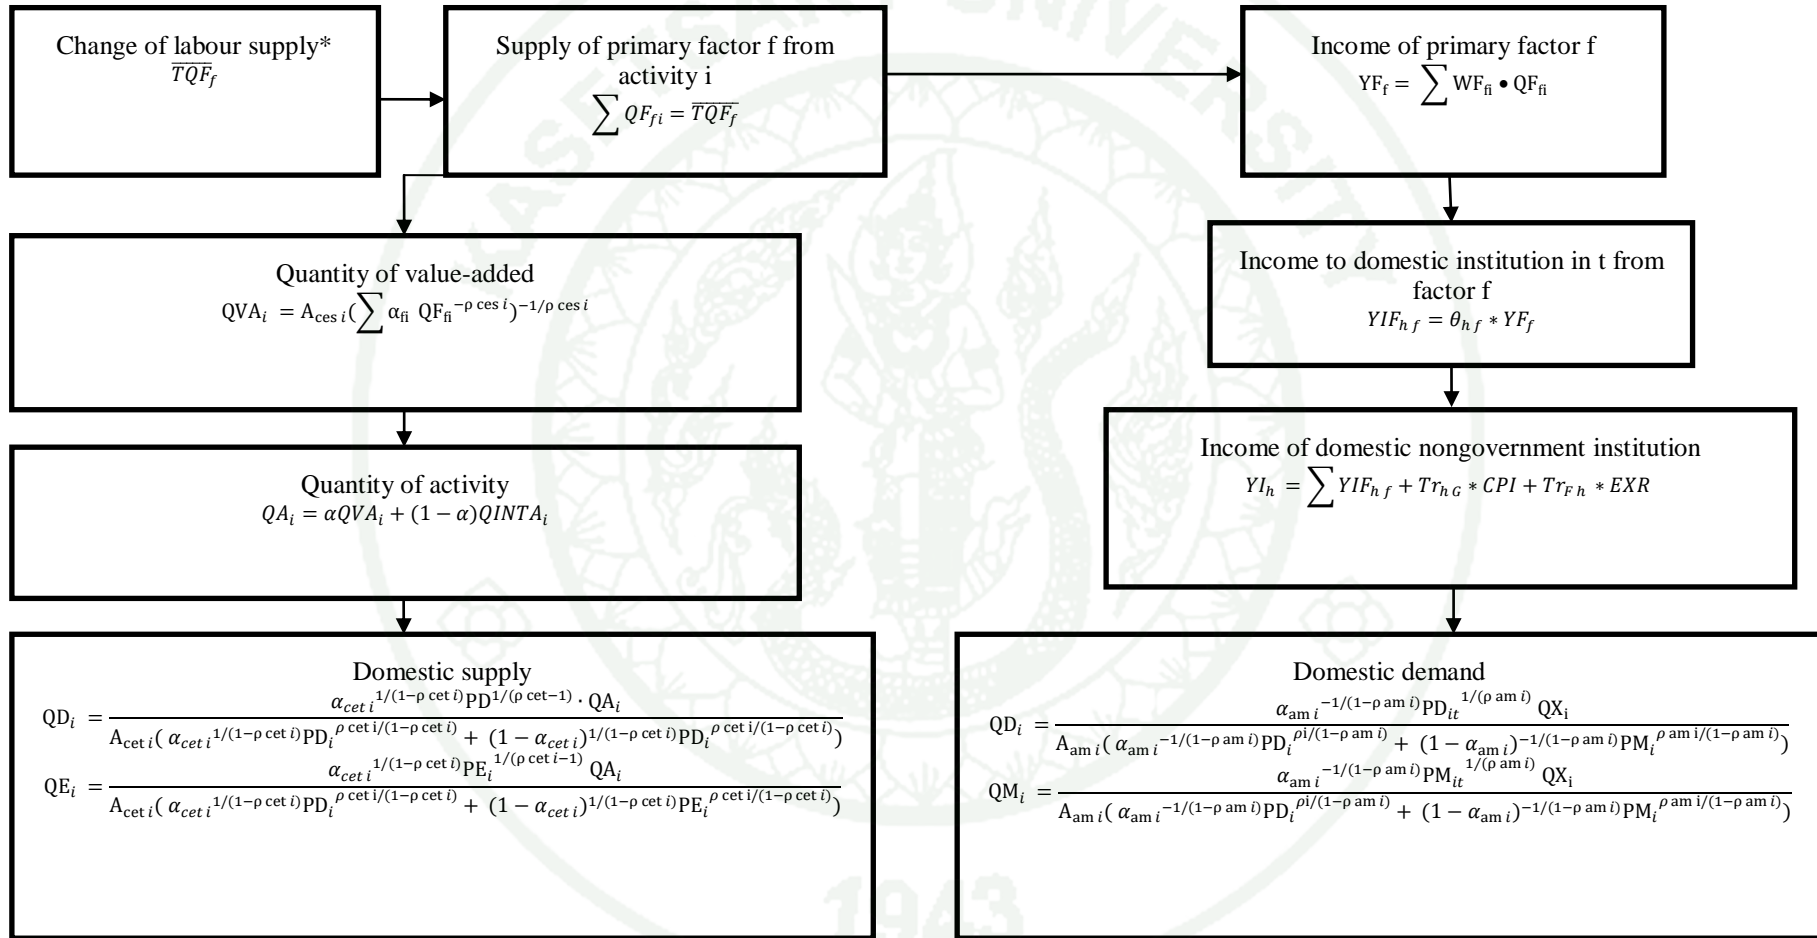 KASETSART UNIVERSITY
Change of labour supply*
$\overline{TQF}_f$
Supply of primary factor f from
activity i
$\sum QF_{fi} = \overline{TQF_f}$
Income of primary factor f
$YF_f = \sum WF_{fi} \bullet QF_{fi}$
Quantity of value-added
$QVA_i = A_{ces\,i}(\sum \alpha_{fi}\ QF_{fi}^{-\rho\,ces\,i})^{-1/\rho\,ces\,i}$
Income to domestic institution in t from
factor f
$YIF_{h\,f} = \theta_{h\,f} * YF_f$
Quantity of activity
$QA_i = \alpha QVA_i + (1 - \alpha)QINTA_i$
Income of domestic nongovernment institution
$YI_h = \sum YIF_{h\,f} + Tr_{h\,G} * CPI + Tr_{F\,h} * EXR$
Domestic supply
$QD_i = \frac{\alpha_{cet\,i}^{1/(1-\rho\,cet\,i)} PD^{1/(\rho\,cet-1)} \cdot QA_i}{A_{cet\,i}(\alpha_{cet\,i}^{1/(1-\rho\,cet\,i)} PD_i^{\rho\,cet\,i/(1-\rho\,cet\,i)} + (1-\alpha_{cet\,i})^{1/(1-\rho\,cet\,i)} PD_i^{\rho\,cet\,i/(1-\rho\,cet\,i)})}$
$QE_i = \frac{\alpha_{cet\,i}^{1/(1-\rho\,cet\,i)} PE_i^{1/(\rho\,cet\,i-1)} QA_i}{A_{cet\,i}(\alpha_{cet\,i}^{1/(1-\rho\,cet\,i)} PD_i^{\rho\,cet\,i/(1-\rho\,cet\,i)} + (1-\alpha_{cet\,i})^{1/(1-\rho\,cet\,i)} PE_i^{\rho\,cet\,i/(1-\rho\,cet\,i)})}$
Domestic demand
$QD_i = \frac{\alpha_{am\,i}^{-1/(1-\rho\,am\,i)} PD_{it}^{1/(\rho\,am\,i)} QX_i}{A_{am\,i}(\alpha_{am\,i}^{-1/(1-\rho\,am\,i)} PD_i^{\rho i/(1-\rho\,am\,i)} + (1-\alpha_{am\,i})^{-1/(1-\rho\,am\,i)} PM_i^{\rho\,am\,i/(1-\rho\,am\,i)})}$
$QM_i = \frac{\alpha_{am\,i}^{-1/(1-\rho\,am\,i)} PM_{it}^{1/(\rho\,am\,i)} QX_i}{A_{am\,i}(\alpha_{am\,i}^{-1/(1-\rho\,am\,i)} PD_i^{\rho i/(1-\rho\,am\,i)} + (1-\alpha_{am\,i})^{-1/(1-\rho\,am\,i)} PM_i^{\rho\,am\,i/(1-\rho\,am\,i)})}$
1943